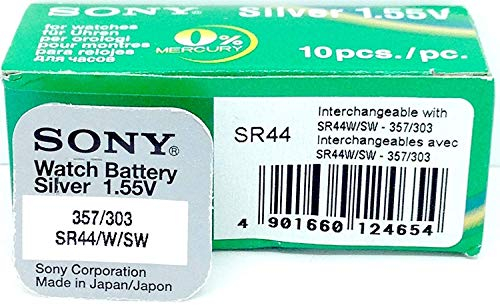 SONY®
Silver 1.55V
for watches
für Uhren
per orologi
pour montres
para relojes
для часов
0%
MERCURY
10pcs./pc.
SR44
Interchangeable with
SR44W/SW - 357/303
Interchangeables avec
SR44W/SW - 357/303
4 901660 124654
SONY®
Watch Battery
Silver 1.55V
357/303
SR44/W/SW
Sony Corporation
Made in Japan/Japon